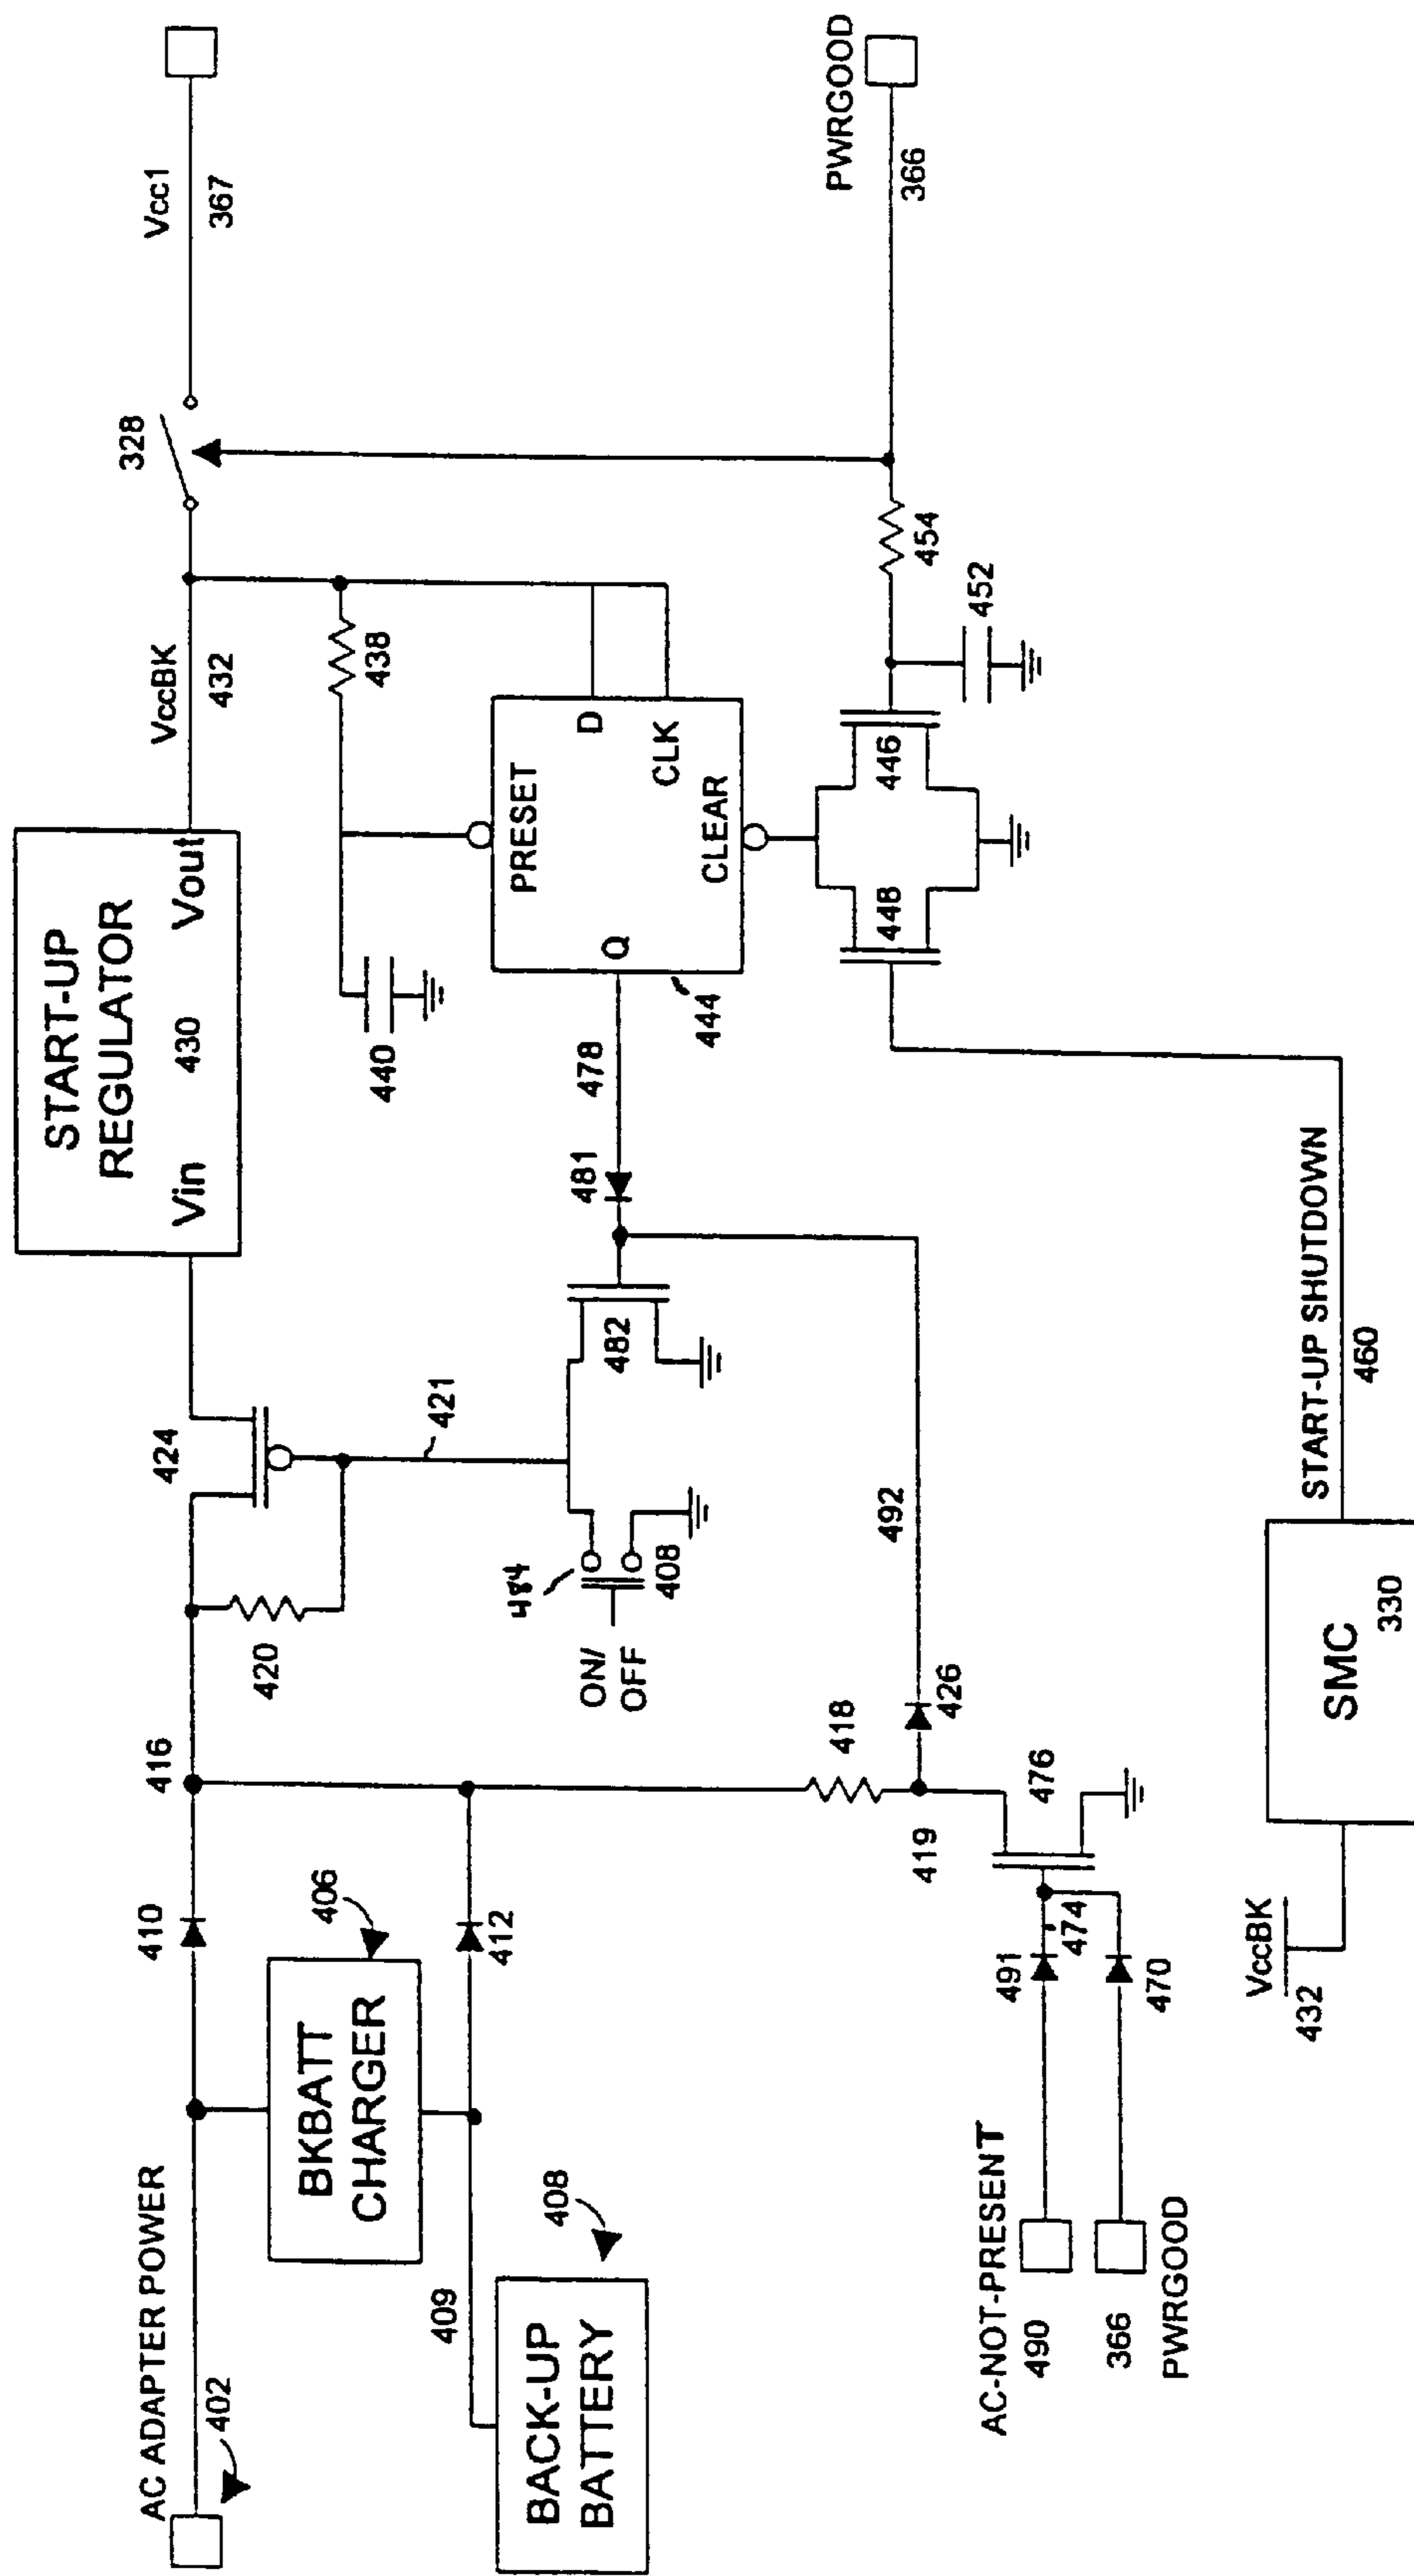 AC ADAPTER POWER
402
410
416
BKBATT
CHARGER
406
BACK-UP
BATTERY
408
409
412
420
424
421
START-UP
REGULATOR
Vin
430
Vout
VccBK
432
328
Vcc1
367
438
440
PRESET
D
CLK
Q
CLEAR
444
478
481
482
484
408
ON/
OFF
492
426
418
419
476
474
491
470
AC-NOT-PRESENT
490
366
PWRGOOD
448
446
452
454
PWRGOOD
366
START-UP SHUTDOWN
460
SMC
330
VccBK
432